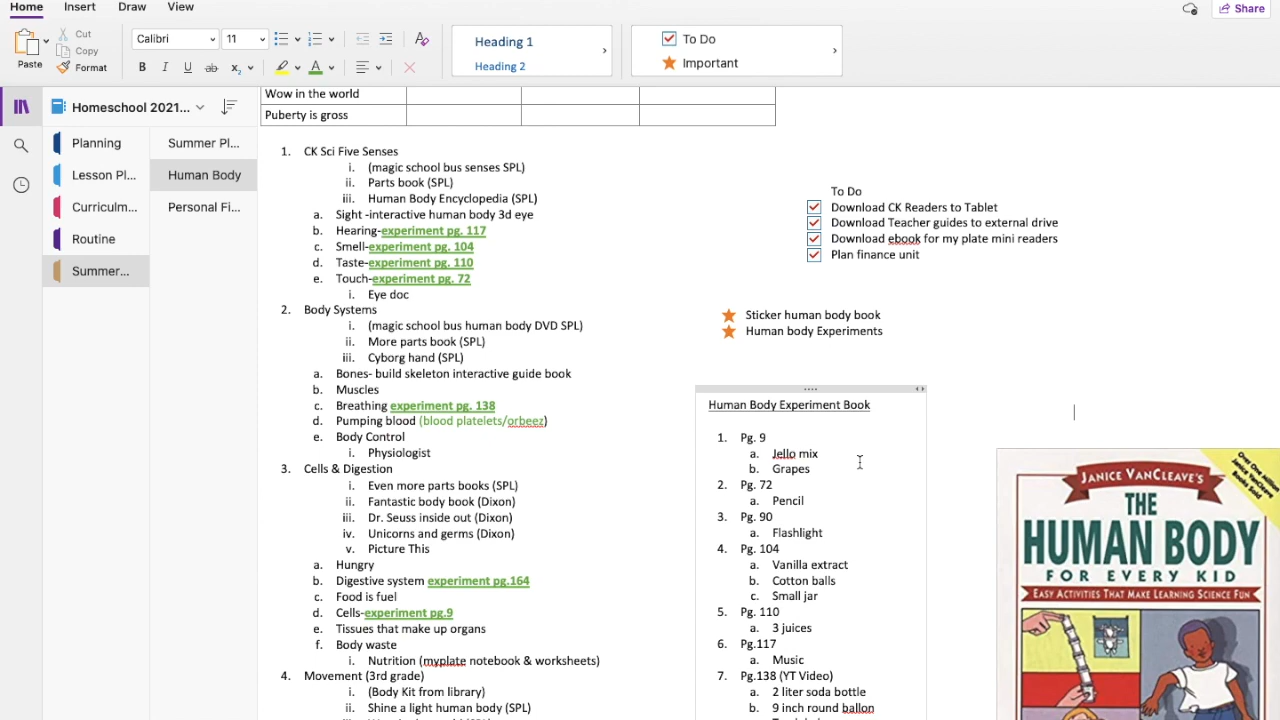 Home Insert Draw View
Share
Cut
Copy
Paste
Format
Calibri 11
B I U ab x₂ A
Heading 1
Heading 2
To Do
Important
Homeschool 2021...
Planning
Lesson Pl...
Curriculum...
Routine
Summer...
Summer Pl...
Human Body
Personal Fi...
Wow in the world
Puberty is gross
1. CK Sci Five Senses
i. (magic school bus senses SPL)
ii. Parts book (SPL)
iii. Human Body Encyclopedia (SPL)
a. Sight -interactive human body 3d eye
b. Hearing-experiment pg. 117
c. Smell-experiment pg. 104
d. Taste-experiment pg. 110
e. Touch-experiment pg. 72
i. Eye doc
2. Body Systems
i. (magic school bus human body DVD SPL)
ii. More parts book (SPL)
iii. Cyborg hand (SPL)
a. Bones- build skeleton interactive guide book
b. Muscles
c. Breathing experiment pg. 138
d. Pumping blood (blood platelets/orbeez)
e. Body Control
i. Physiologist
3. Cells & Digestion
i. Even more parts books (SPL)
ii. Fantastic body book (Dixon)
iii. Dr. Seuss inside out (Dixon)
iv. Unicorns and germs (Dixon)
v. Picture This
a. Hungry
b. Digestive system experiment pg.164
c. Food is fuel
d. Cells-experiment pg.9
e. Tissues that make up organs
f. Body waste
i. Nutrition (myplate notebook & worksheets)
4. Movement (3rd grade)
i. (Body Kit from library)
ii. Shine a light human body (SPL)
To Do
Download CK Readers to Tablet
Download Teacher guides to external drive
Download ebook for my plate mini readers
Plan finance unit
Sticker human body book
Human body Experiments
Human Body Experiment Book
1. Pg. 9
a. Jello mix
b. Grapes
2. Pg. 72
a. Pencil
3. Pg. 90
a. Flashlight
4. Pg. 104
a. Vanilla extract
b. Cotton balls
c. Small jar
5. Pg. 110
a. 3 juices
6. Pg.117
a. Music
7. Pg.138 (YT Video)
a. 2 liter soda bottle
b. 9 inch round ballon
Over One Million
Janice VanCleave
Books Sold!
JANICE VANCLEAVE'S
THE
HUMAN BODY
FOR EVERY KID
EASY ACTIVITIES THAT MAKE LEARNING SCIENCE FUN